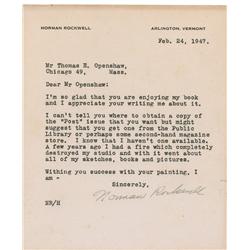 NORMAN ROCKWELL ARLINGTON, VERMONT
Feb. 24, 1947.
Mr Thomas E. Openshaw,
Chicago 49, Mass.
Dear Mr Openshaw:
I'm so glad that you are enjoying my book
and I appreciate your writing me about it.
I can't tell you where to obtain a copy of
the "Post" issue that you want but might
suggest that you get one from the Public
Library or perhaps some second-hand magazine
store. I know that I haven't one available.
A few years ago I had a fire which completely
destroyed my studio and with it went about
all of my sketches, books and pictures.
Withing you success with your painting, I
am -
Sincerely,
Norman Rockwell
NR/H